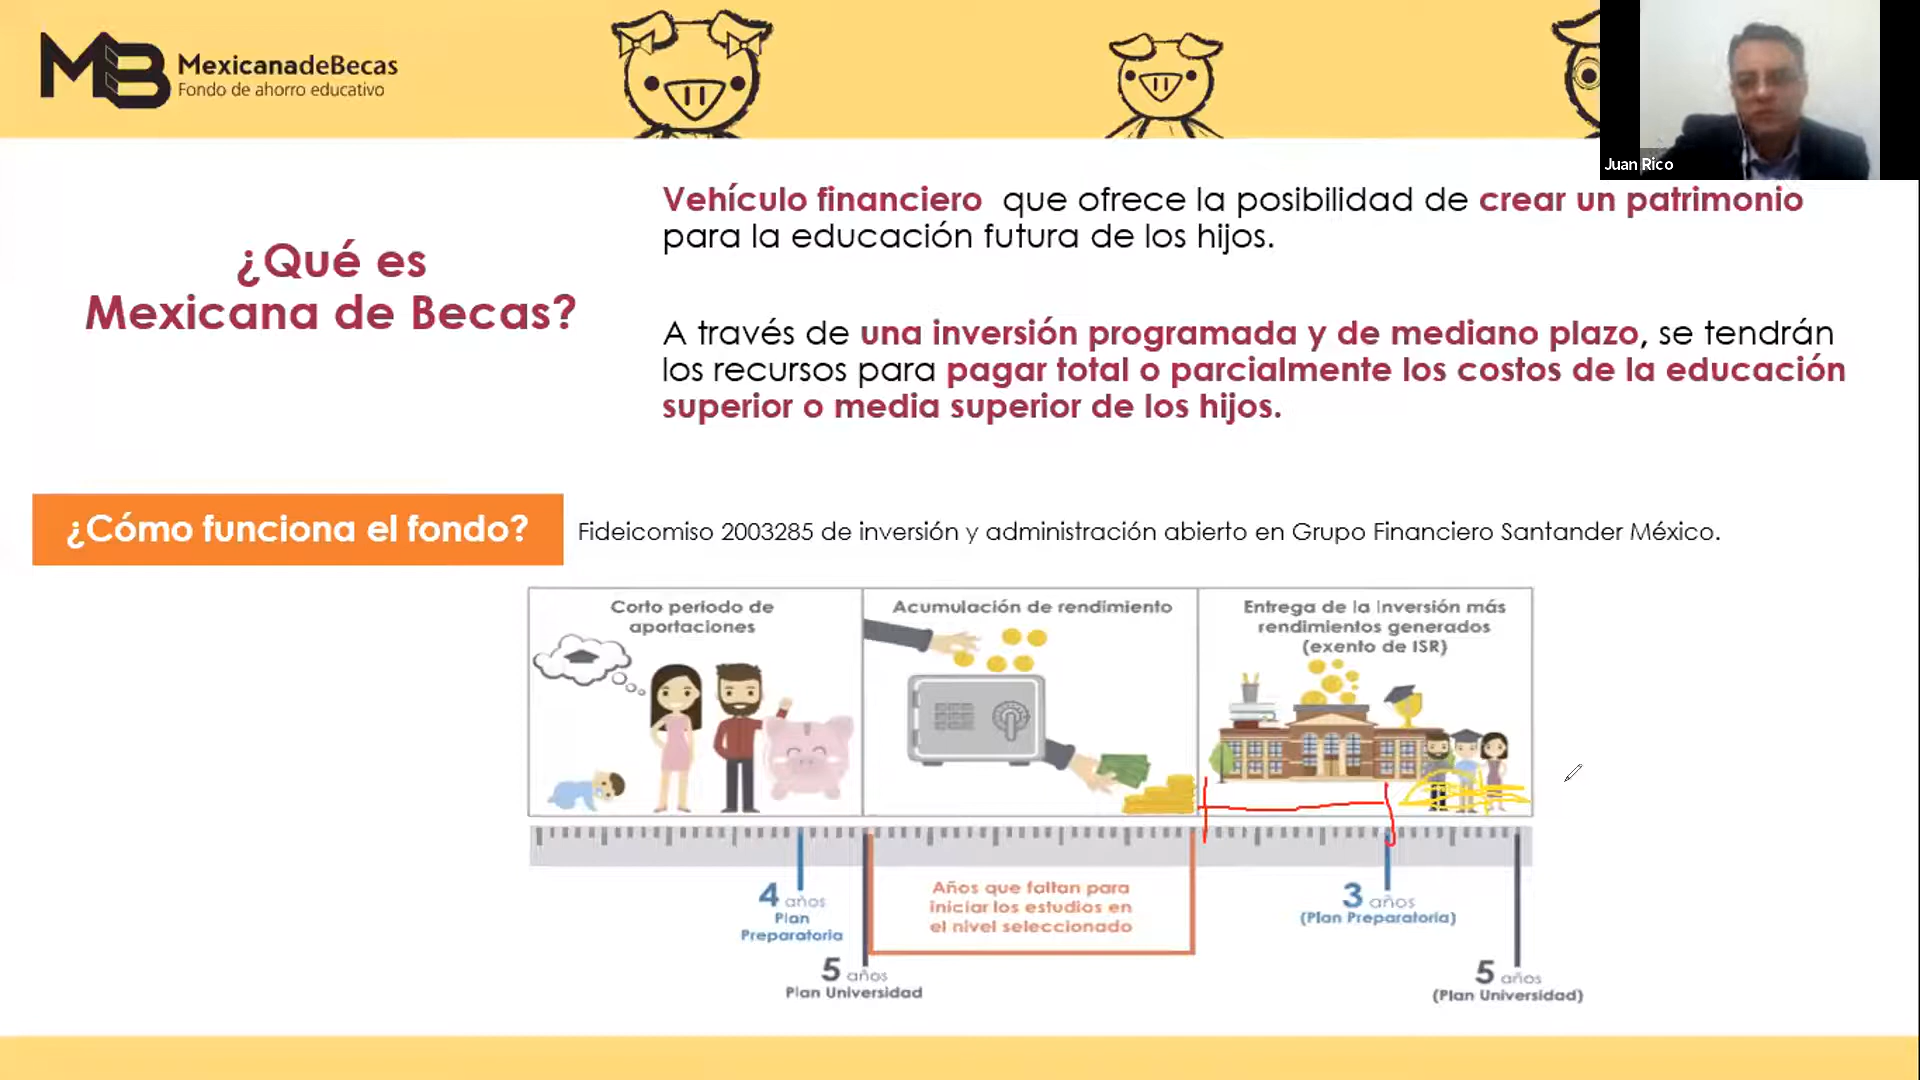 MB MexicanadeBecas
Fondo de ahorro educativo
Juan Rico
¿Qué es
Mexicana de Becas?
Vehículo financiero que ofrece la posibilidad de crear un patrimonio
para la educación futura de los hijos.
A través de una inversión programada y de mediano plazo, se tendrán
los recursos para pagar total o parcialmente los costos de la educación
superior o media superior de los hijos.
¿Cómo funciona el fondo?
Fideicomiso 2003285 de inversión y administración abierto en Grupo Financiero Santander México.
Corto periodo de
aportaciones
Acumulación de rendimiento
Entrega de la Inversión más
rendimientos generados
(exento de ISR)
4 años
Plan
Preparatoria
5 años
Plan Universidad
Años que faltan para
iniciar los estudios en
el nivel seleccionado
3 años
(Plan Preparatoria)
5 años
(Plan Universidad)